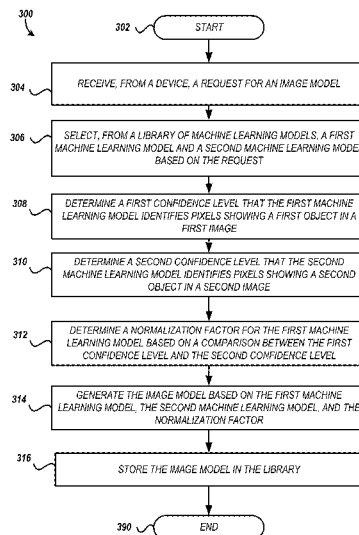 300
302
START
RECEIVE, FROM A DEVICE, A REQUEST FOR AN IMAGE MODEL
304
SELECT, FROM A LIBRARY OF MACHINE LEARNING MODELS, A FIRST
MACHINE LEARNING MODEL AND A SECOND MACHINE LEARNING MODEL
BASED ON THE REQUEST
306
DETERMINE A FIRST CONFIDENCE LEVEL THAT THE FIRST MACHINE
LEARNING MODEL IDENTIFIES PIXELS SHOWING A FIRST OBJECT IN A
FIRST IMAGE
308
DETERMINE A SECOND CONFIDENCE LEVEL THAT THE SECOND
MACHINE LEARNING MODEL IDENTIFIES PIXELS SHOWING A SECOND
OBJECT IN A SECOND IMAGE
310
DETERMINE A NORMALIZATION FACTOR FOR THE FIRST MACHINE
LEARNING MODEL BASED ON A COMPARISON BETWEEN THE FIRST
CONFIDENCE LEVEL AND THE SECOND CONFIDENCE LEVEL
312
GENERATE THE IMAGE MODEL BASED ON THE FIRST MACHINE
LEARNING MODEL, THE SECOND MACHINE LEARNING MODEL, AND THE
NORMALIZATION FACTOR
314
STORE THE IMAGE MODEL IN THE LIBRARY
316
END
390